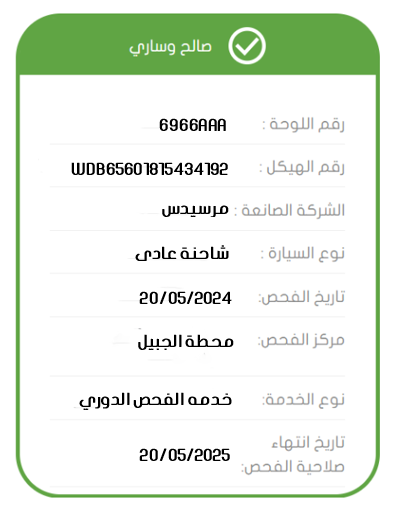 صالح وساري
رقم اللوحة : 6966AAA
رقم الهيكل : WDB65601815434192
الشركة الصانعة : مرسيدس
نوع السيارة : شاحنة عادى
تاريخ الفحص: 20/05/2024
مركز الفحص: محطة الجبيل
نوع الخدمة: خدمه الفحص الدوري
تاريخ انتهاء
صلاحية الفحص: 20/05/2025